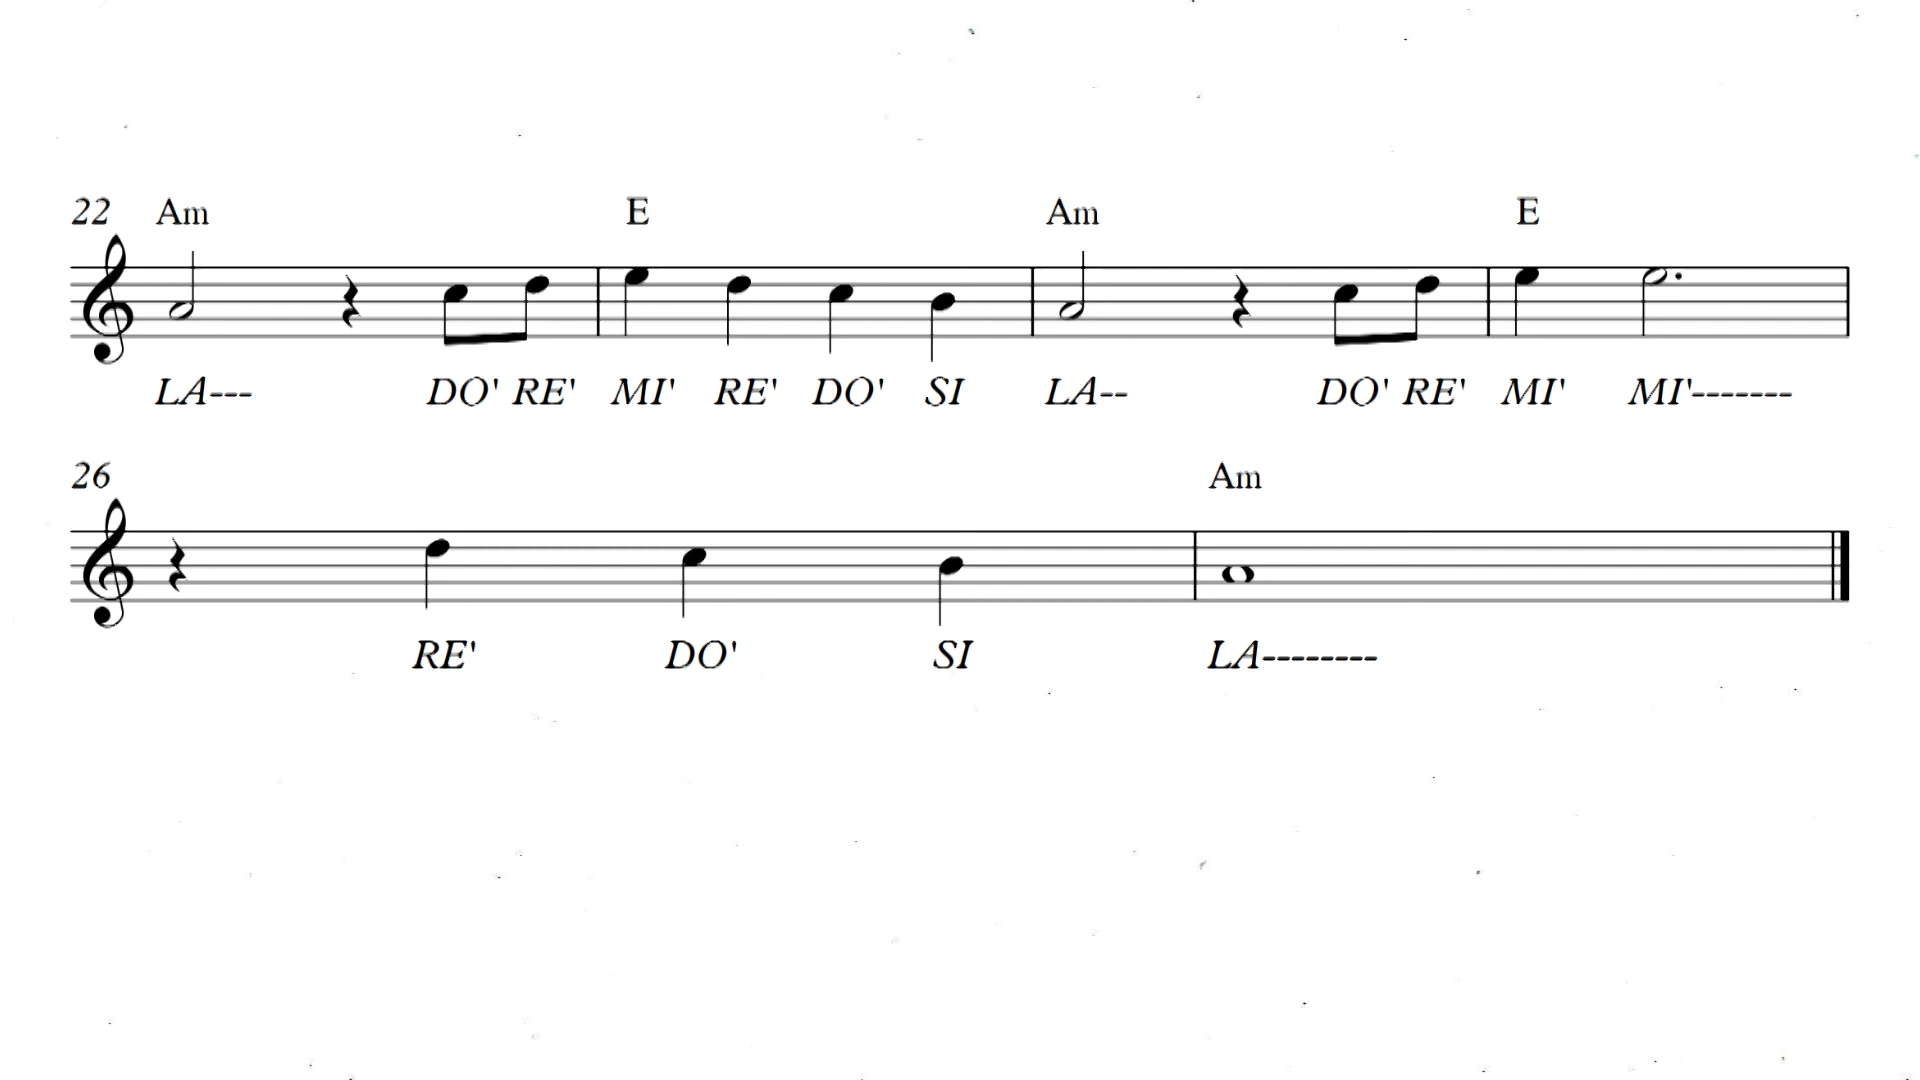 22 Am E Am E
LA--- DO' RE' MI' RE' DO' SI LA-- DO' RE' MI' MI'-------
26 Am
RE' DO' SI LA--------